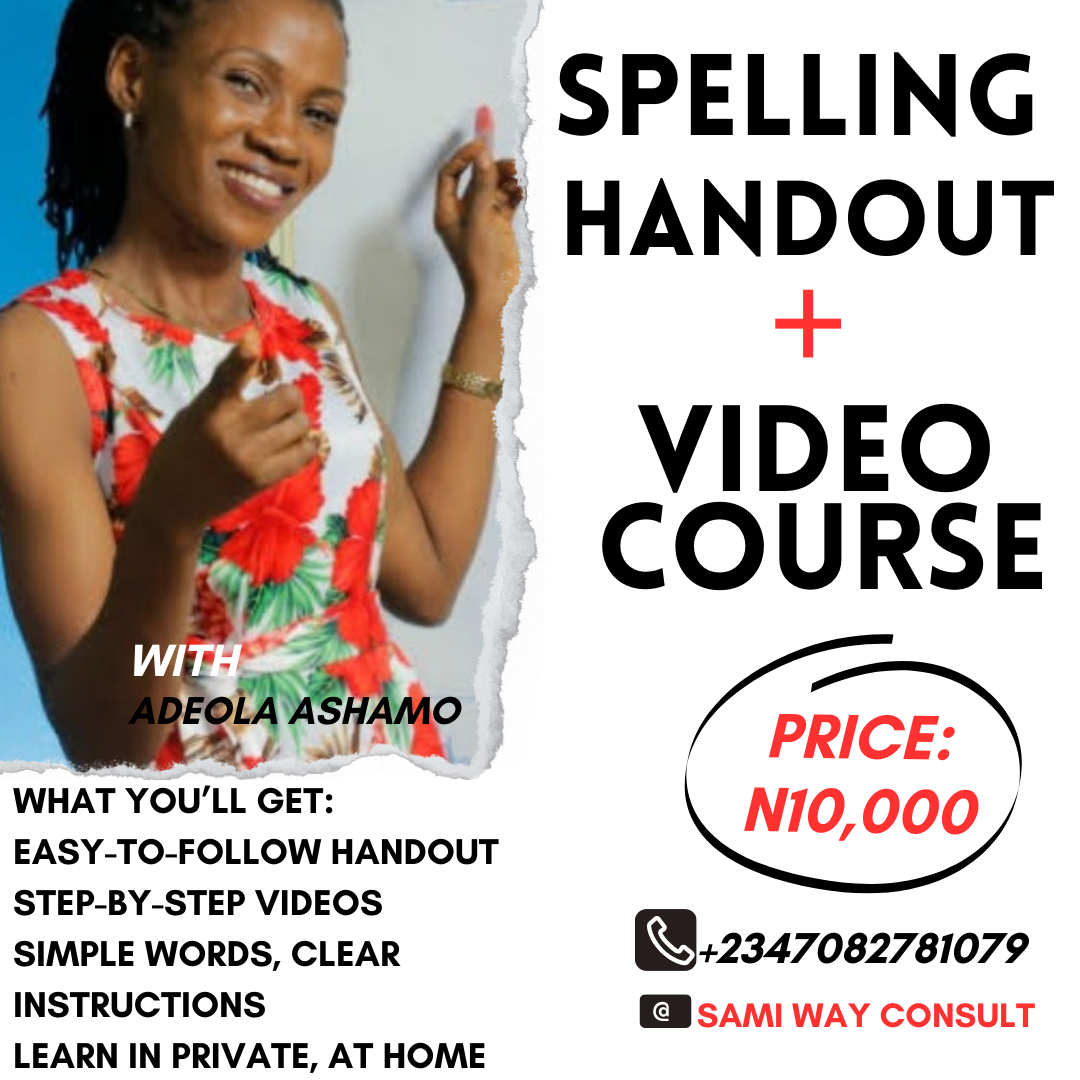 SPELLING
HANDOUT
+
VIDEO
COURSE
WITH
ADEOLA ASHAMO
WHAT YOU’LL GET:
EASY-TO-FOLLOW HANDOUT
STEP-BY-STEP VIDEOS
SIMPLE WORDS, CLEAR
INSTRUCTIONS
LEARN IN PRIVATE, AT HOME
PRICE:
N10,000
+2347082781079
@ SAMI WAY CONSULT